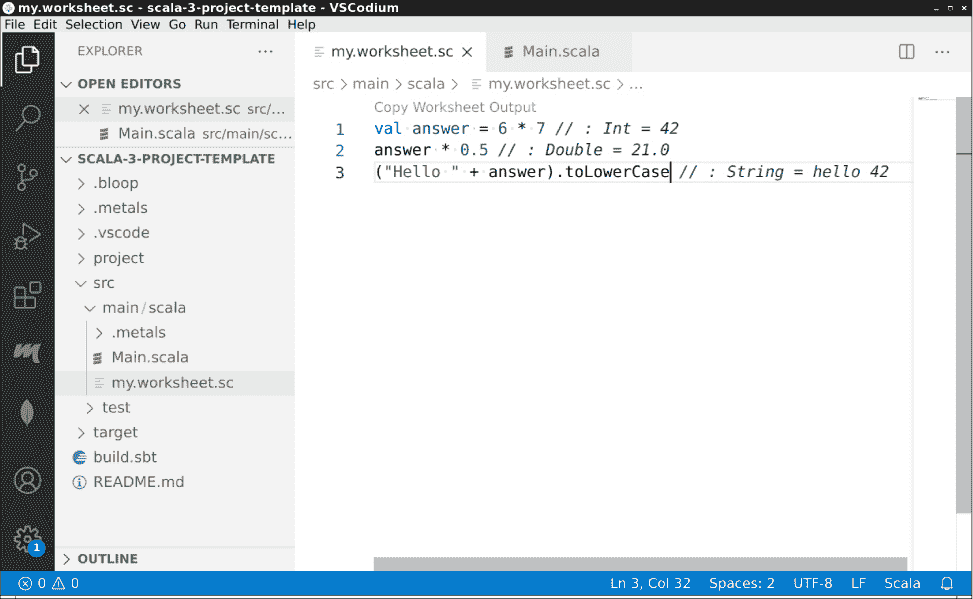 my.worksheet.sc - scala-3-project-template - VSCodium
File Edit Selection View Go Run Terminal Help
EXPLORER ···
OPEN EDITORS
my.worksheet.sc src/...
Main.scala src/main/sc...
SCALA-3-PROJECT-TEMPLATE
.bloop
.metals
.vscode
project
src
main/scala
.metals
Main.scala
my.worksheet.sc
test
target
build.sbt
README.md
OUTLINE
1
my.worksheet.sc Main.scala ···
src > main > scala > my.worksheet.sc > ...
Copy Worksheet Output
1 val answer = 6 * 7 // : Int = 42
2 answer * 0.5 // : Double = 21.0
3 ("Hello " + answer).toLowerCase // : String = hello 42
0 0 Ln 3, Col 32 Spaces: 2 UTF-8 LF Scala